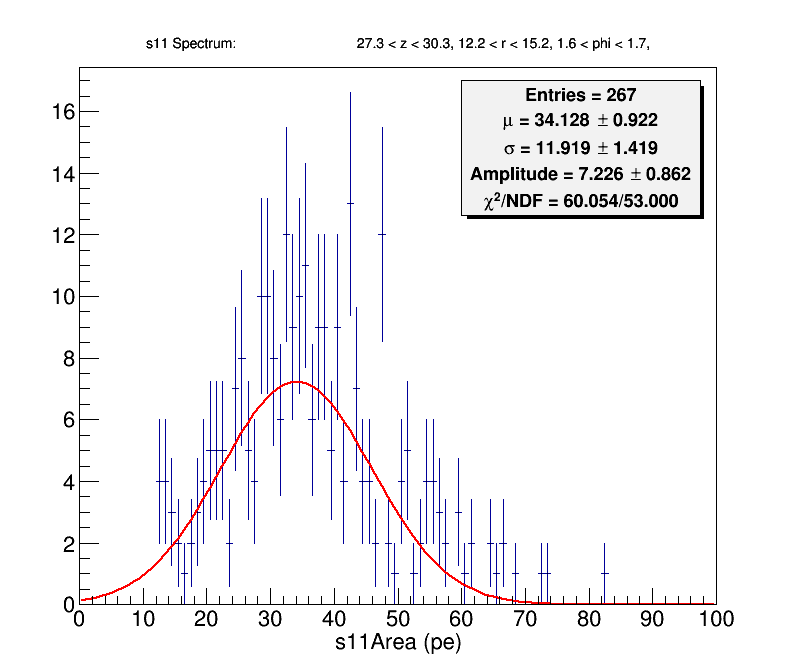 s11 Spectrum: 27.3 < z < 30.3, 12.2 < r < 15.2, 1.6 < phi < 1.7,
Entries = 267
μ = 34.128 ± 0.922
σ = 11.919 ± 1.419
Amplitude = 7.226 ± 0.862
χ²/NDF = 60.054/53.000
16
14
12
10
8
6
4
2
0
0 10 20 30 40 50 60 70 80 90 100
s11Area (pe)